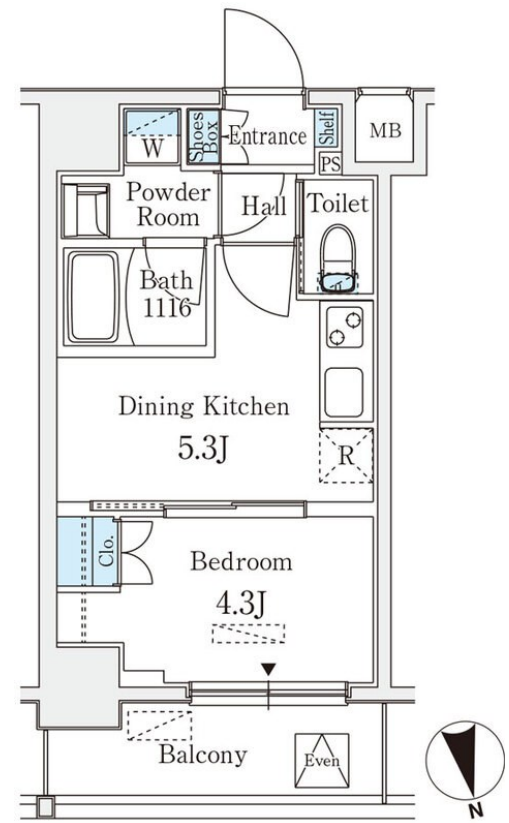 Shoes
Box
Entrance
Shelf
MB
W
PS
Powder
Room
Hall
Toilet
Bath
1116
Dining Kitchen
5.3J
R
Clo.
Bedroom
4.3J
Balcony
Even
N